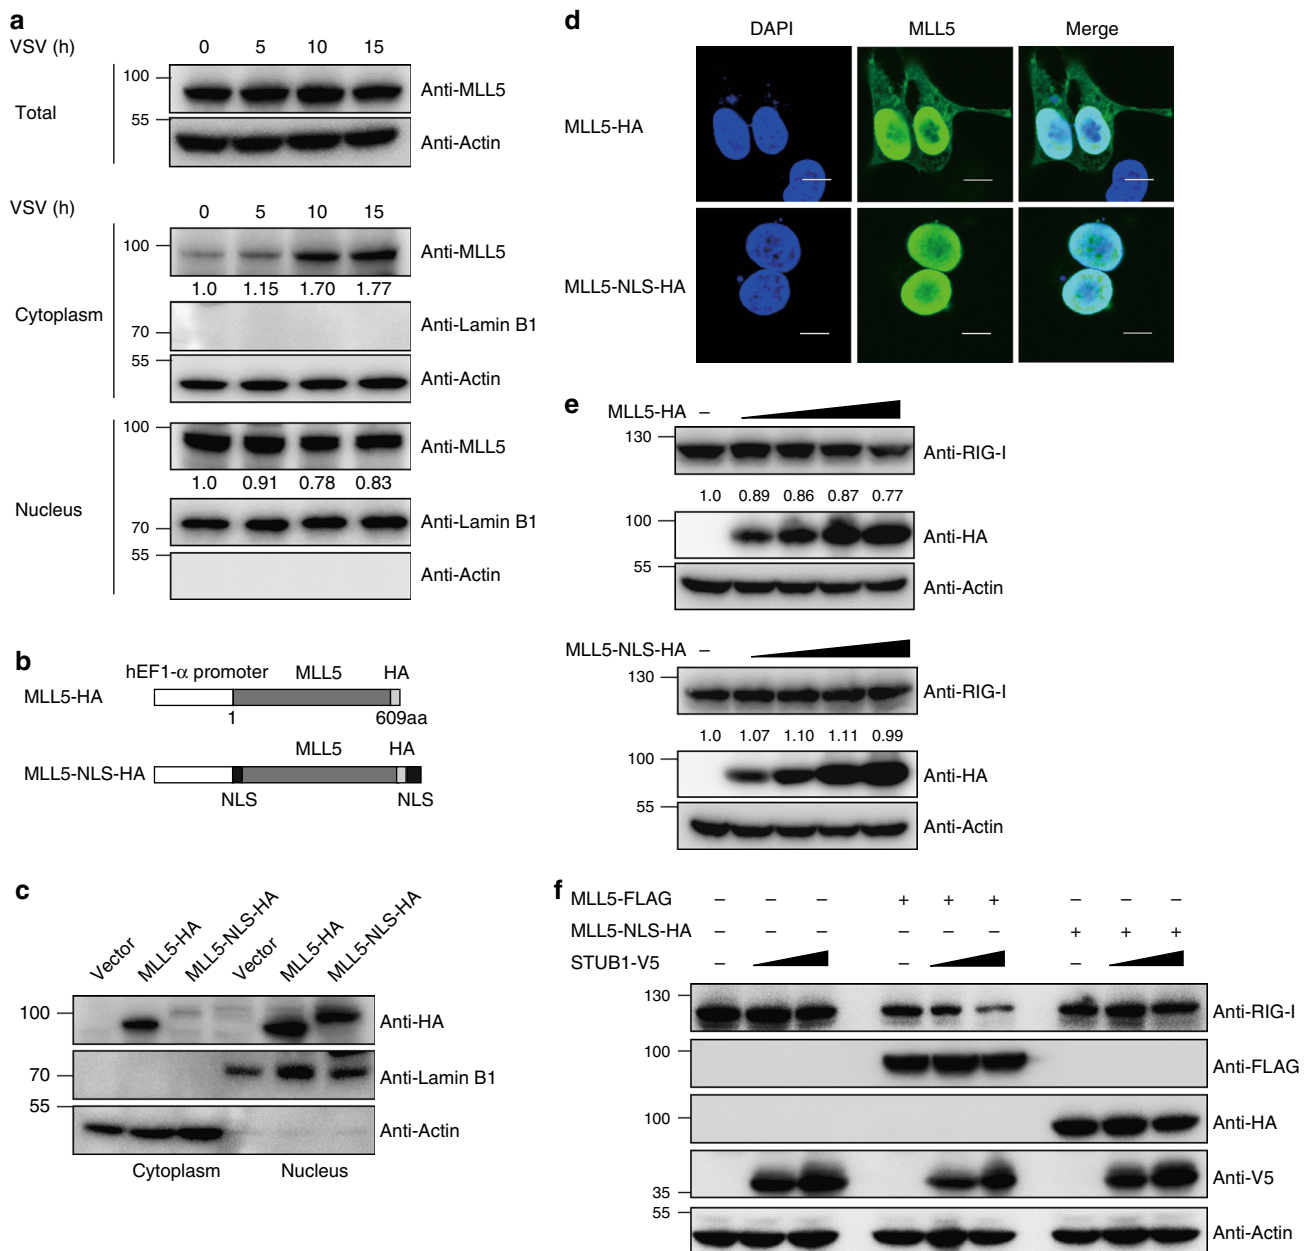 a
VSV (h) 0 5 10 15
Total
100
Anti-MLL5
55
Anti-Actin
VSV (h) 0 5 10 15
Cytoplasm
100
Anti-MLL5
1.0 1.15 1.70 1.77
70
Anti-Lamin B1
55
Anti-Actin
Nucleus
100
Anti-MLL5
1.0 0.91 0.78 0.83
70
Anti-Lamin B1
55
Anti-Actin
b
hEF1-α promoter MLL5 HA
MLL5-HA
1 609aa
MLL5 HA
MLL5-NLS-HA
NLS NLS
c
Vector MLL5-HA MLL5-NLS-HA Vector MLL5-HA MLL5-NLS-HA
100
Anti-HA
70
Anti-Lamin B1
55
Anti-Actin
Cytoplasm Nucleus
d
DAPI MLL5 Merge
MLL5-HA
MLL5-NLS-HA
e
MLL5-HA –
130
Anti-RIG-I
1.0 0.89 0.86 0.87 0.77
100
Anti-HA
55
Anti-Actin
MLL5-NLS-HA –
130
Anti-RIG-I
1.0 1.07 1.10 1.11 0.99
100
Anti-HA
55
Anti-Actin
f
MLL5-FLAG – – – + + + – – –
MLL5-NLS-HA – – – – – – + + +
STUB1-V5 – – –
130
Anti-RIG-I
100
Anti-FLAG
100
Anti-HA
35
Anti-V5
55
Anti-Actin